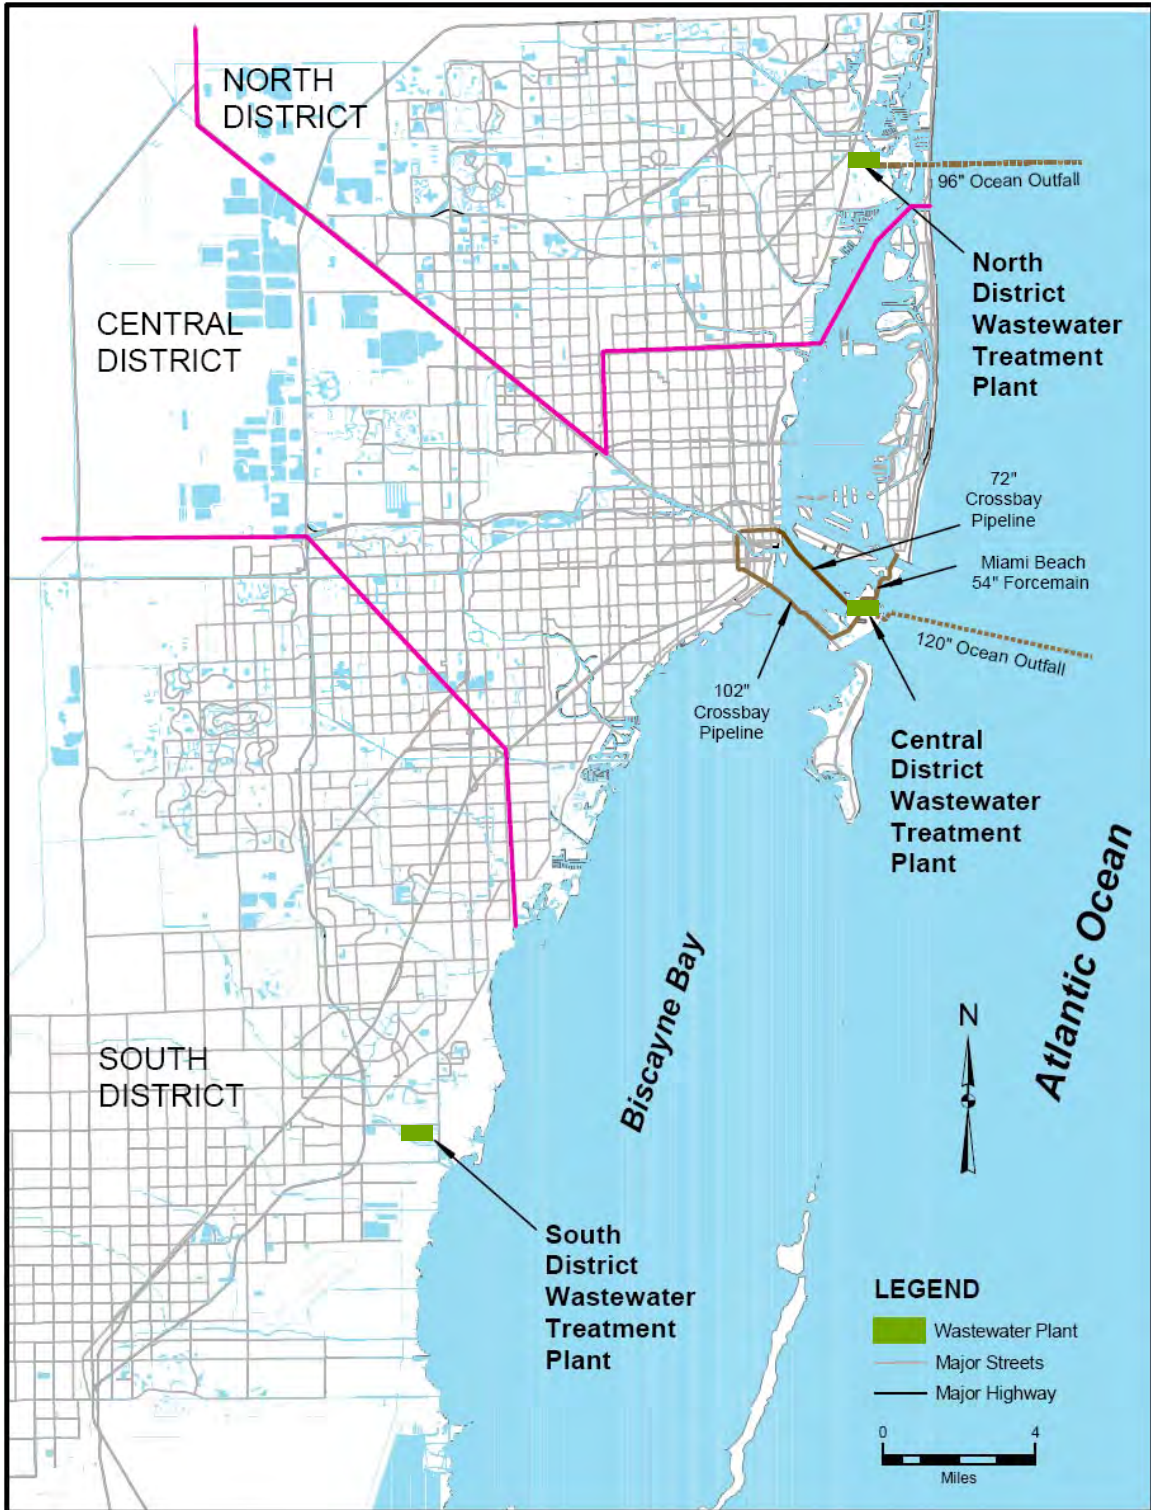 NORTH
DISTRICT
96" Ocean Outfall
North
District
Wastewater
Treatment
Plant
CENTRAL
DISTRICT
72"
Crossbay
Pipeline
Miami Beach
54" Forcemain
120" Ocean Outfall
102"
Crossbay
Pipeline
Central
District
Wastewater
Treatment
Plant
Atlantic Ocean
Biscayne Bay
N
SOUTH
DISTRICT
South
District
Wastewater
Treatment
Plant
LEGEND
Wastewater Plant
Major Streets
Major Highway
0 4
Miles